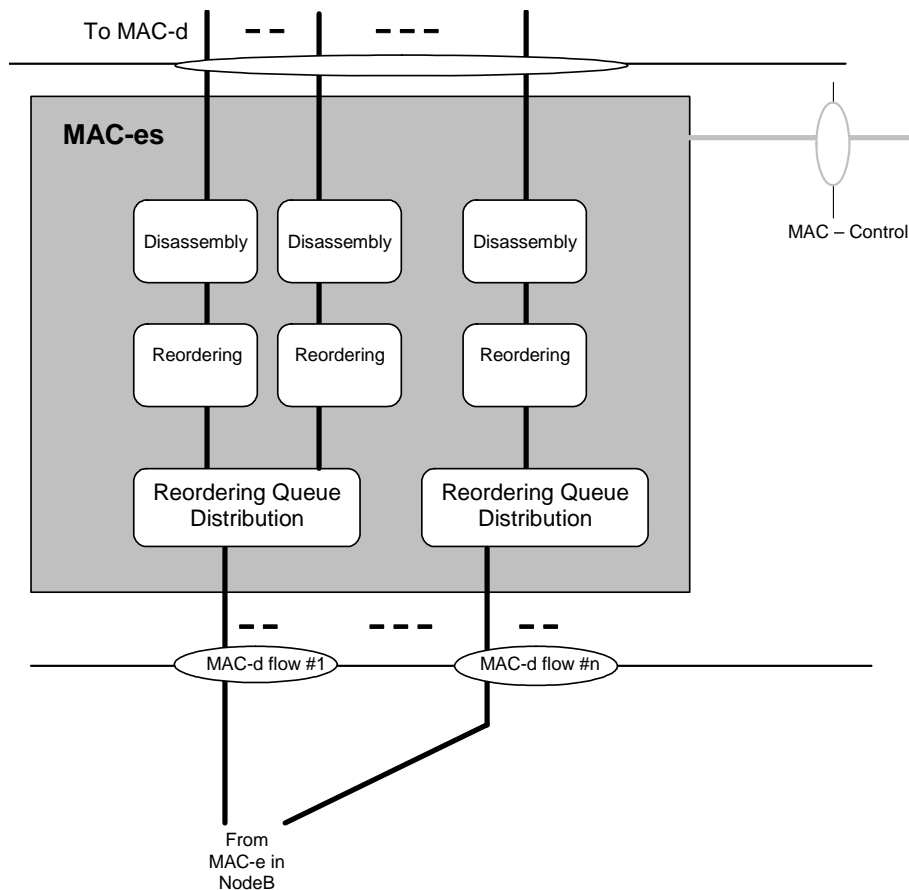 To MAC-d
MAC-es
MAC – Control
Disassembly
Disassembly
Disassembly
Reordering
Reordering
Reordering
Reordering Queue
Distribution
Reordering Queue
Distribution
MAC-d flow #1
MAC-d flow #n
From
MAC-e in
NodeB